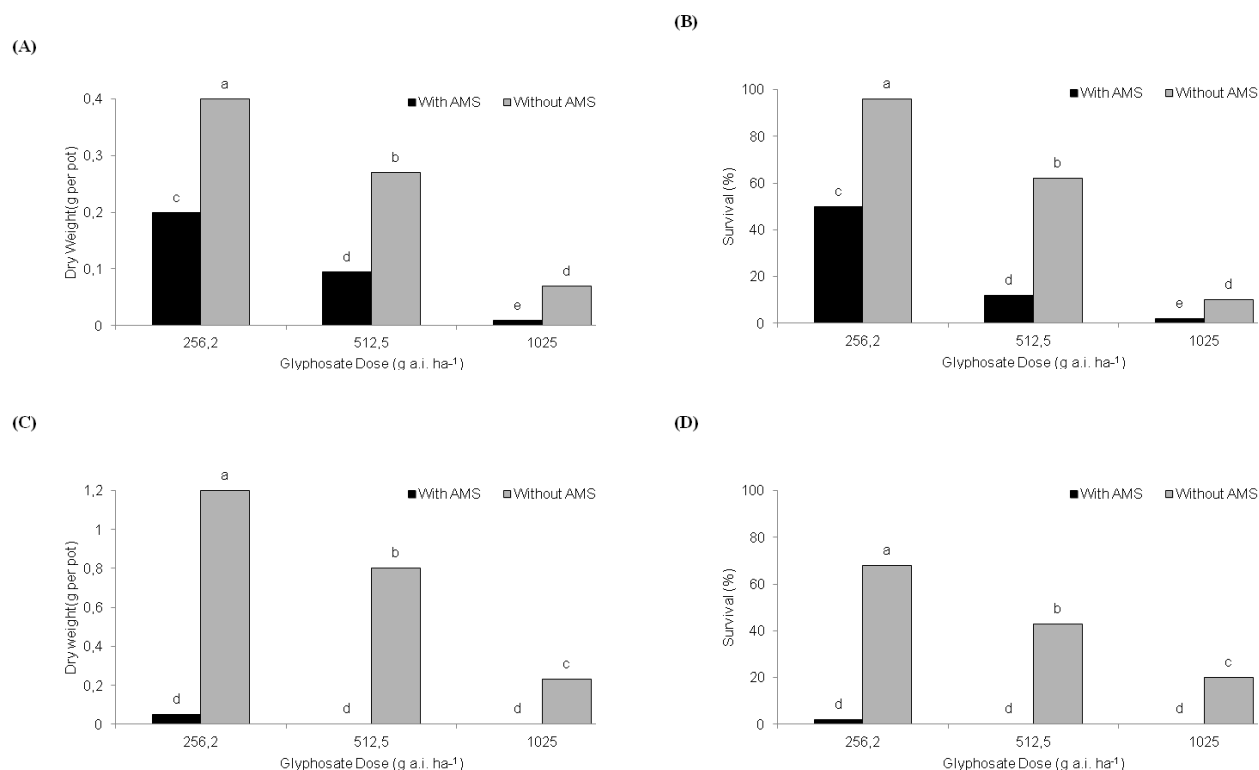 (A)
With AMS Without AMS
Dry Weight(g per pot)
0,4
0,3
0,2
0,1
0
c a
d b
e d
256,2 512,5 1025
Glyphosate Dose (g a.i. ha-¹)
(B)
With AMS Without AMS
Survival (%)
100
80
60
40
20
0
c a
d b
e d
256,2 512,5 1025
Glyphosate Dose (g a.i. ha-¹)
(C)
With AMS Without AMS
Dry weight(g per pot)
1,2
1
0,8
0,6
0,4
0,2
0
d a
d b
d c
256,2 512,5 1025
Glyphosate Dose (g a.i. ha-¹)
(D)
With AMS Without AMS
Survival (%)
100
80
60
40
20
0
d a
d b
d c
256,2 512,5 1025
Glyphosate Dose (g a.i. ha-¹)